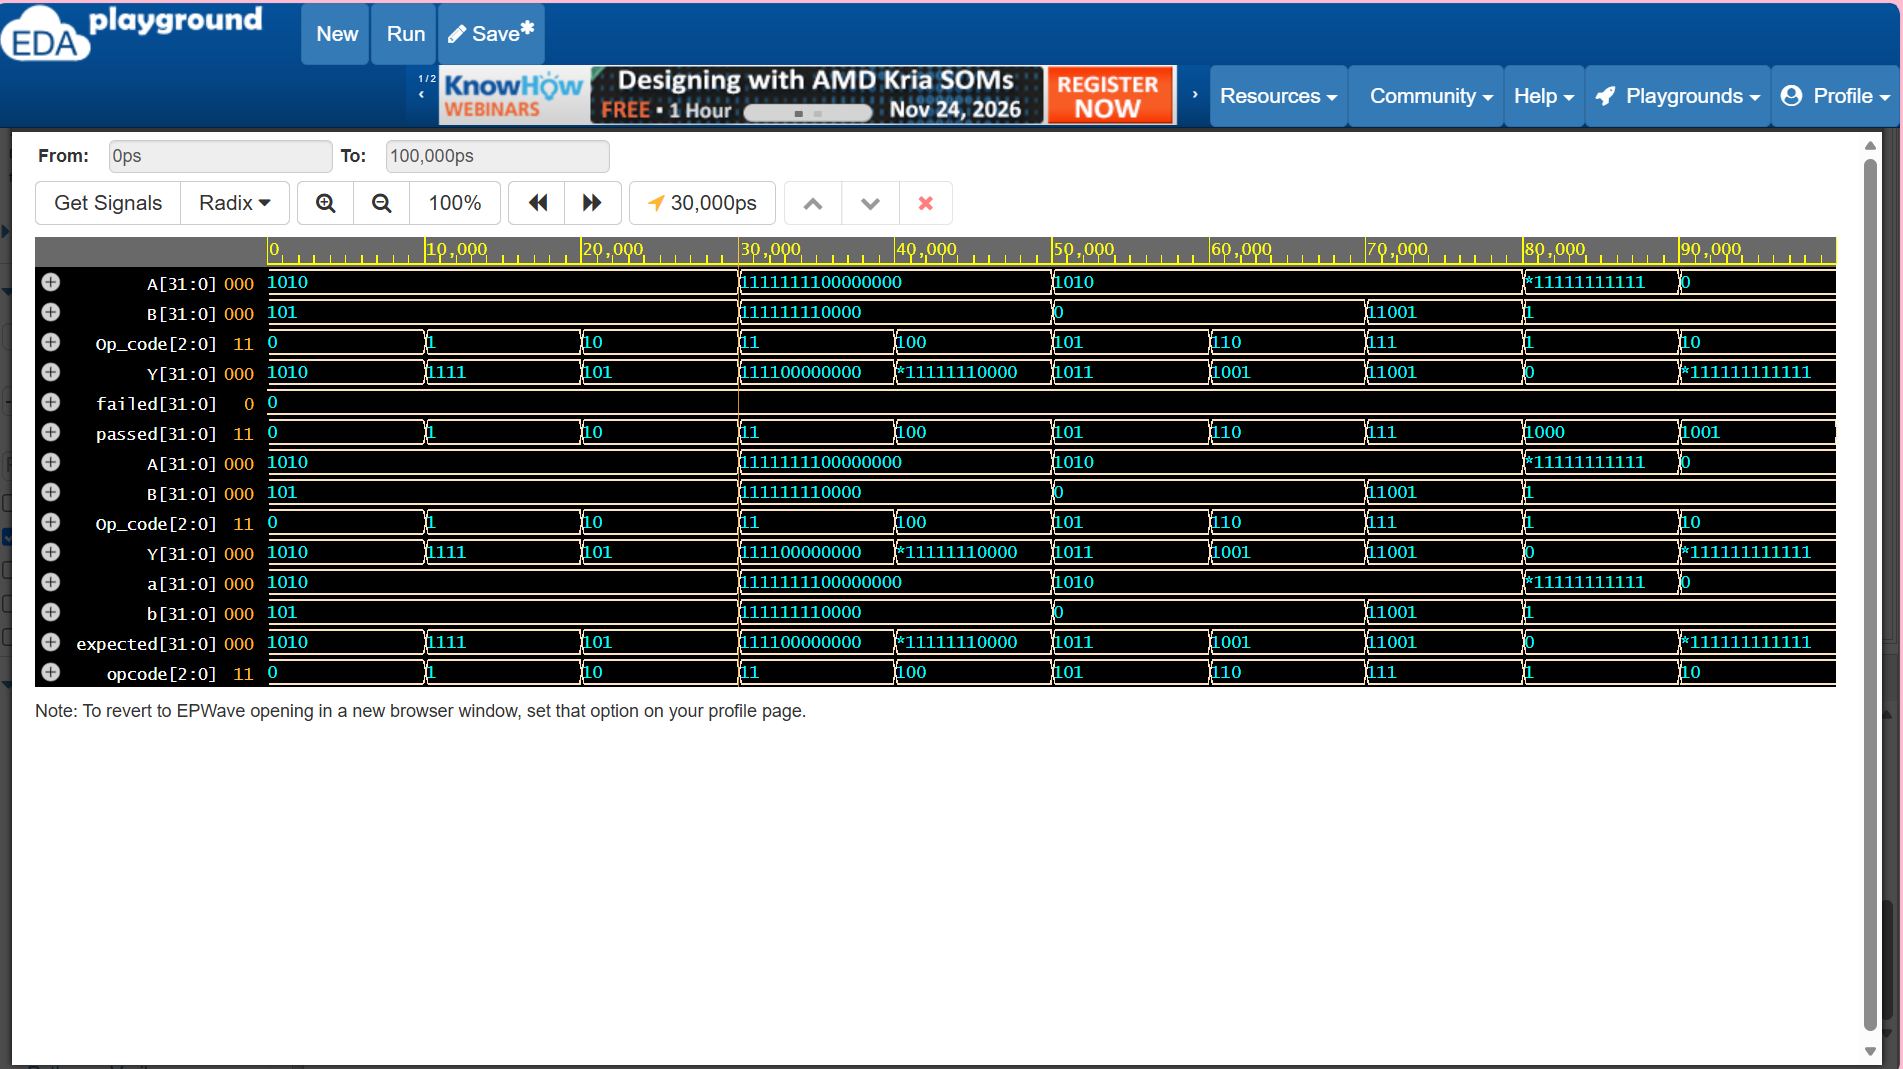 EDA playground
New Run Save*
1/2
KnowHow WEBINARS
Designing with AMD Kria SOMs
FREE • 1 Hour Nov 24, 2026
REGISTER NOW
Resources Community Help Playgrounds Profile
From: 0ps To: 100,000ps
Get Signals Radix 100% 30,000ps
0 10,000 20,000 30,000 40,000 50,000 60,000 70,000 80,000 90,000
A[31:0] 000 1010 1111111100000000 1010 *11111111111 0
B[31:0] 000 101 111111110000 0 11001 1
Op_code[2:0] 11 0 1 10 11 100 101 110 111 1 10
Y[31:0] 000 1010 1111 101 111100000000 *11111110000 1011 1001 11001 0 *111111111111
failed[31:0] 0 0
passed[31:0] 11 0 1 10 11 100 101 110 111 1000 1001
A[31:0] 000 1010 1111111100000000 1010 *11111111111 0
B[31:0] 000 101 111111110000 0 11001 1
Op_code[2:0] 11 0 1 10 11 100 101 110 111 1 10
Y[31:0] 000 1010 1111 101 111100000000 *11111110000 1011 1001 11001 0 *111111111111
a[31:0] 000 1010 1111111100000000 1010 *11111111111 0
b[31:0] 000 101 111111110000 0 11001 1
expected[31:0] 000 1010 1111 101 111100000000 *11111110000 1011 1001 11001 0 *111111111111
opcode[2:0] 11 0 1 10 11 100 101 110 111 1 10
Note: To revert to EPWave opening in a new browser window, set that option on your profile page.